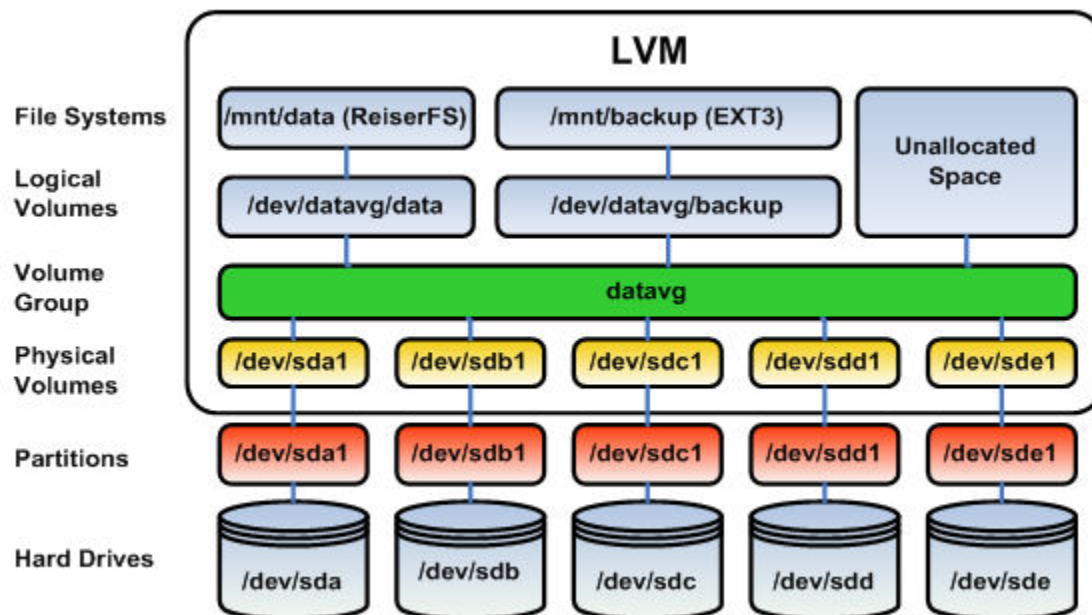 LVM
File Systems
/mnt/data (ReiserFS)
/mnt/backup (EXT3)
Unallocated
Space
Logical
Volumes
/dev/datavg/data
/dev/datavg/backup
Volume
Group
datavg
Physical
Volumes
/dev/sda1
/dev/sdb1
/dev/sdc1
/dev/sdd1
/dev/sde1
Partitions
/dev/sda1
/dev/sdb1
/dev/sdc1
/dev/sdd1
/dev/sde1
Hard Drives
/dev/sda
/dev/sdb
/dev/sdc
/dev/sdd
/dev/sde